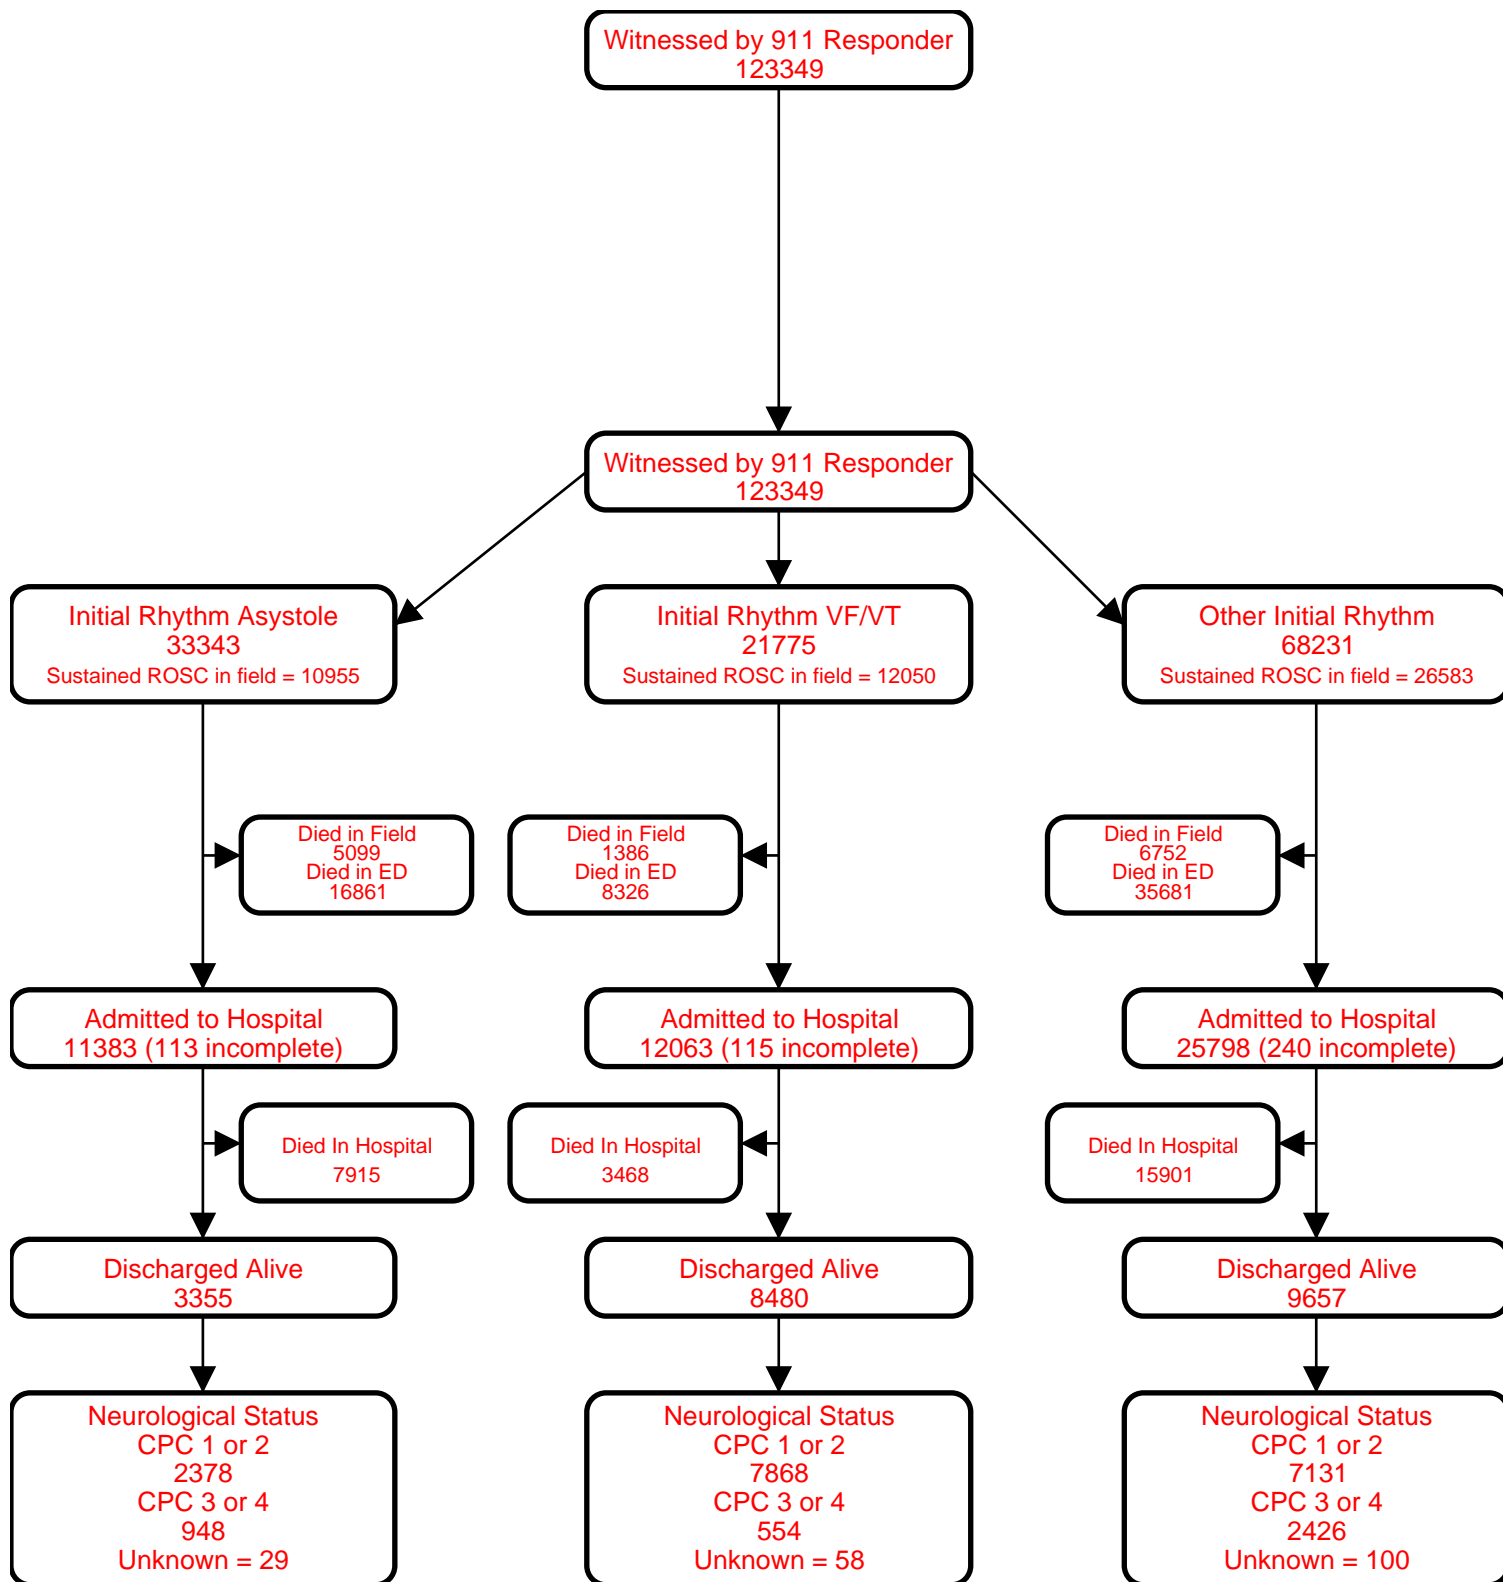 Witnessed by 911 Responder
123349
Witnessed by 911 Responder
123349
Initial Rhythm Asystole
33343
Sustained ROSC in field = 10955
Initial Rhythm VF/VT
21775
Sustained ROSC in field = 12050
Other Initial Rhythm
68231
Sustained ROSC in field = 26583
Died in Field
5099
Died in ED
16861
Died in Field
1386
Died in ED
8326
Died in Field
6752
Died in ED
35681
Admitted to Hospital
11383 (113 incomplete)
Admitted to Hospital
12063 (115 incomplete)
Admitted to Hospital
25798 (240 incomplete)
Died In Hospital
7915
Died In Hospital
3468
Died In Hospital
15901
Discharged Alive
3355
Discharged Alive
8480
Discharged Alive
9657
Neurological Status
CPC 1 or 2
2378
CPC 3 or 4
948
Unknown = 29
Neurological Status
CPC 1 or 2
7868
CPC 3 or 4
554
Unknown = 58
Neurological Status
CPC 1 or 2
7131
CPC 3 or 4
2426
Unknown = 100